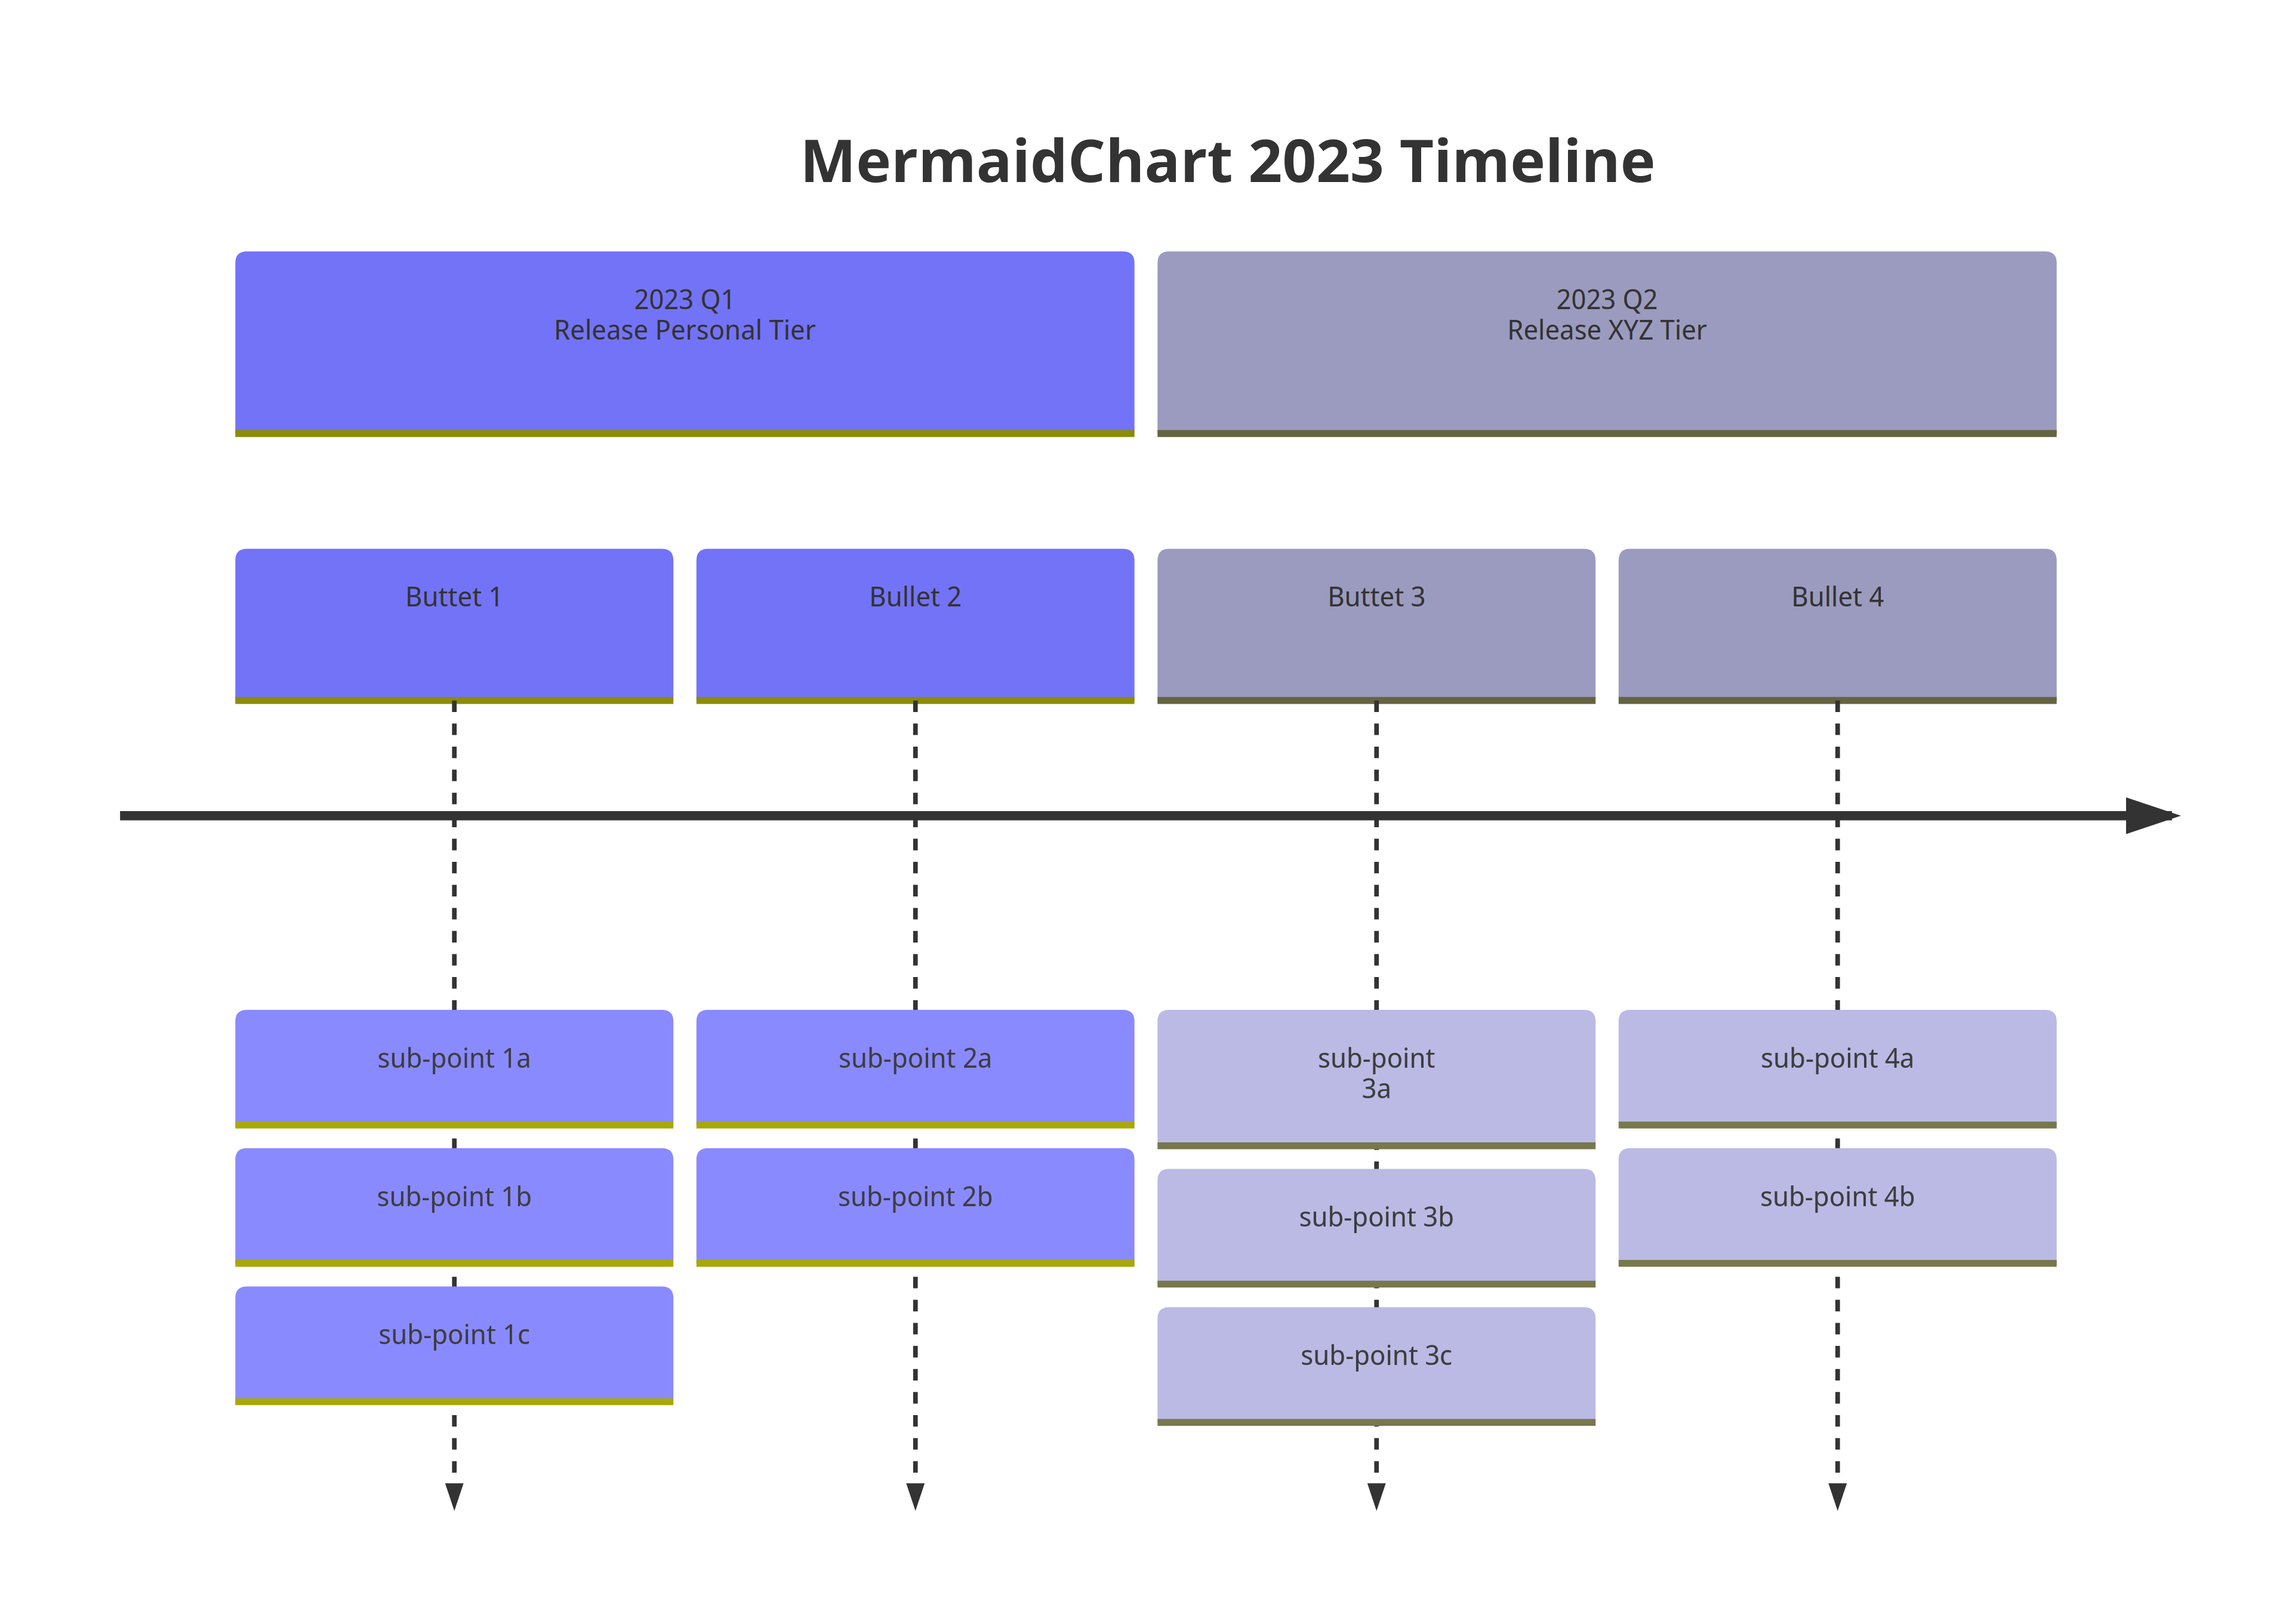 MermaidChart 2023 Timeline
2023 Q1
Release Personal Tier
2023 Q2
Release XYZ Tier
Buttet 1
Bullet 2
Buttet 3
Bullet 4
sub-point 1a
sub-point 1b
sub-point 1c
sub-point 2a
sub-point 2b
sub-point
3a
sub-point 3b
sub-point 3c
sub-point 4a
sub-point 4b